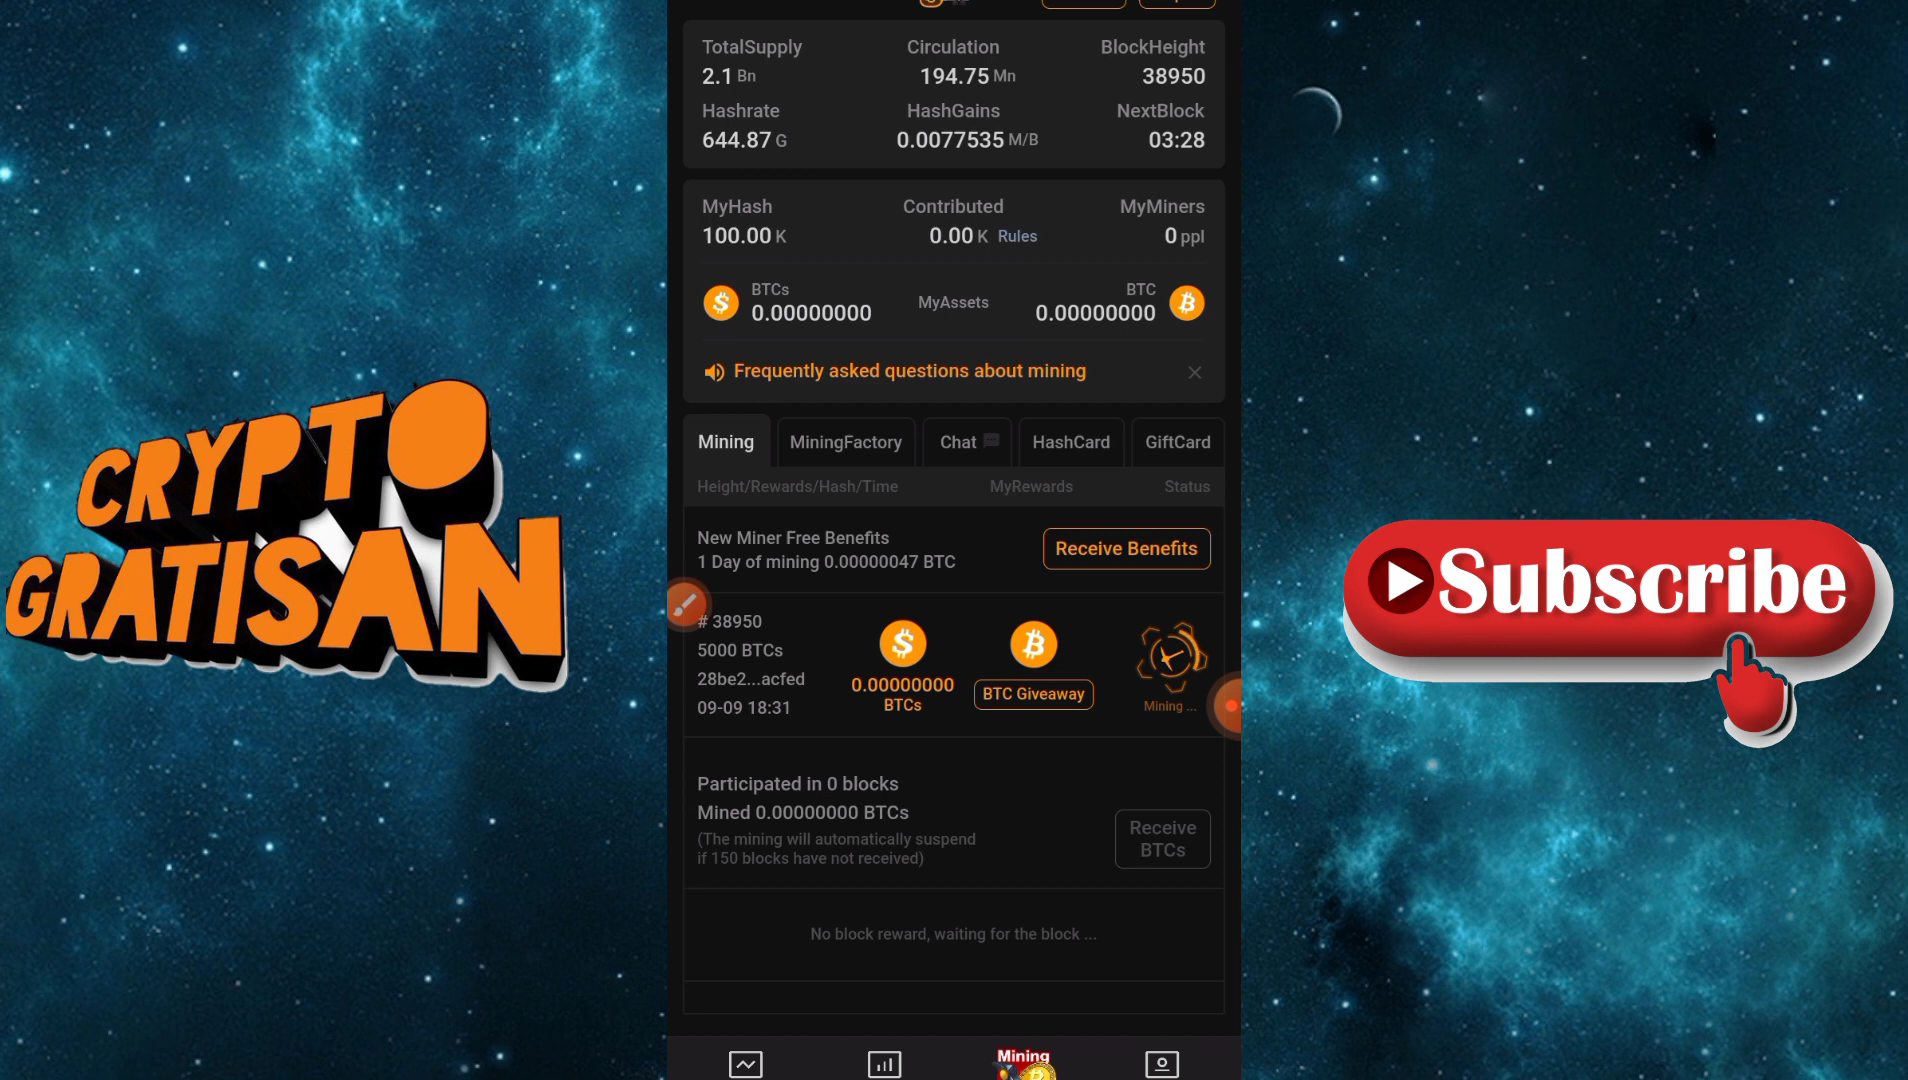 TotalSupply Circulation BlockHeight
2.1 Bn 194.75 Mn 38950
Hashrate HashGains NextBlock
644.87 G 0.0077535 M/B 03:28
MyHash Contributed MyMiners
100.00 K 0.00 K Rules 0 ppl
BTCs
0.00000000
MyAssets
BTC
0.00000000
Frequently asked questions about mining
Mining MiningFactory Chat HashCard GiftCard
Height/Rewards/Hash/Time MyRewards Status
New Miner Free Benefits
1 Day of mining 0.00000047 BTC
Receive Benefits
# 38950
5000 BTCs
28be2...acfed
09-09 18:31
0.00000000
BTCs
BTC Giveaway
Mining ...
Participated in 0 blocks
Mined 0.00000000 BTCs
(The mining will automatically suspend
if 150 blocks have not received)
Receive
BTCs
No block reward, waiting for the block ...
Mining
CRYPTO
GRATISAN
Subscribe